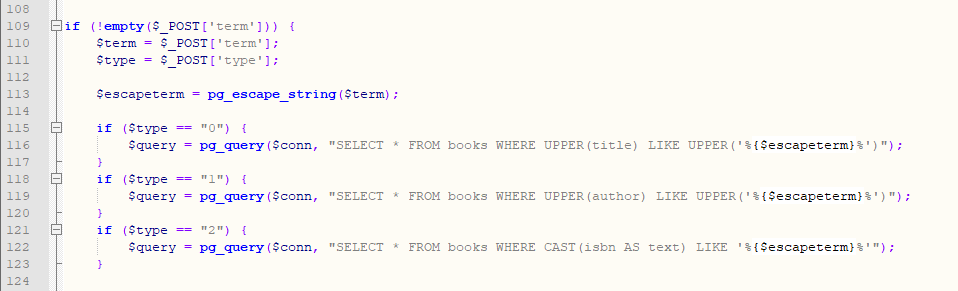 108
109 if (!empty($_POST['term'])) {
110 $term = $_POST['term'];
111 $type = $_POST['type'];
112
113 $escapeterm = pg_escape_string($term);
114
115 if ($type == "0") {
116 $query = pg_query($conn, "SELECT * FROM books WHERE UPPER(title) LIKE UPPER('%{$escapeterm}%')");
117 }
118 if ($type == "1") {
119 $query = pg_query($conn, "SELECT * FROM books WHERE UPPER(author) LIKE UPPER('%{$escapeterm}%')");
120 }
121 if ($type == "2") {
122 $query = pg_query($conn, "SELECT * FROM books WHERE CAST(isbn AS text) LIKE '%{$escapeterm}%'");
123 }
124